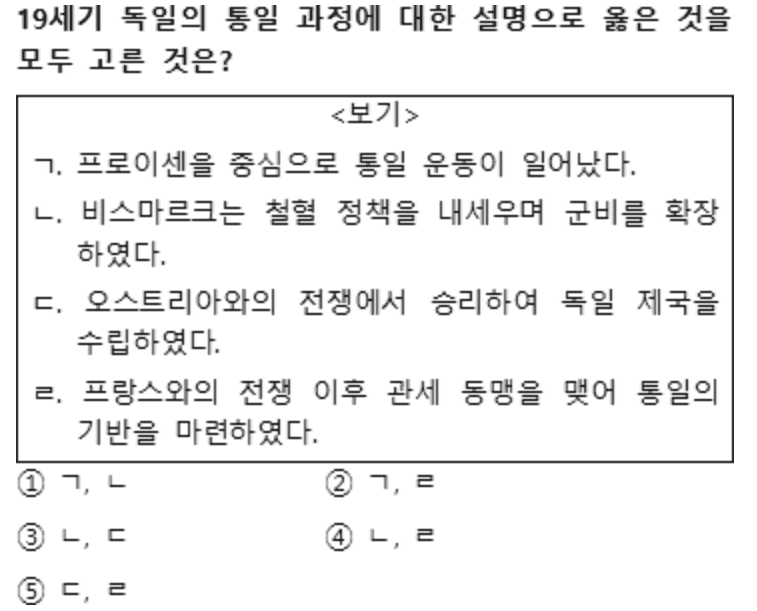 19세기 독일의 통일 과정에 대한 설명으로 옳은 것을
모두 고른 것은?
<보기>
ㄱ. 프로이센을 중심으로 통일 운동이 일어났다.
ㄴ. 비스마르크는 철혈 정책을 내세우며 군비를 확장
하였다.
ㄷ. 오스트리아와의 전쟁에서 승리하여 독일 제국을
수립하였다.
ㄹ. 프랑스와의 전쟁 이후 관세 동맹을 맺어 통일의
기반을 마련하였다.
① ㄱ, ㄴ ② ㄱ, ㄹ
③ ㄴ, ㄷ ④ ㄴ, ㄹ
⑤ ㄷ, ㄹ